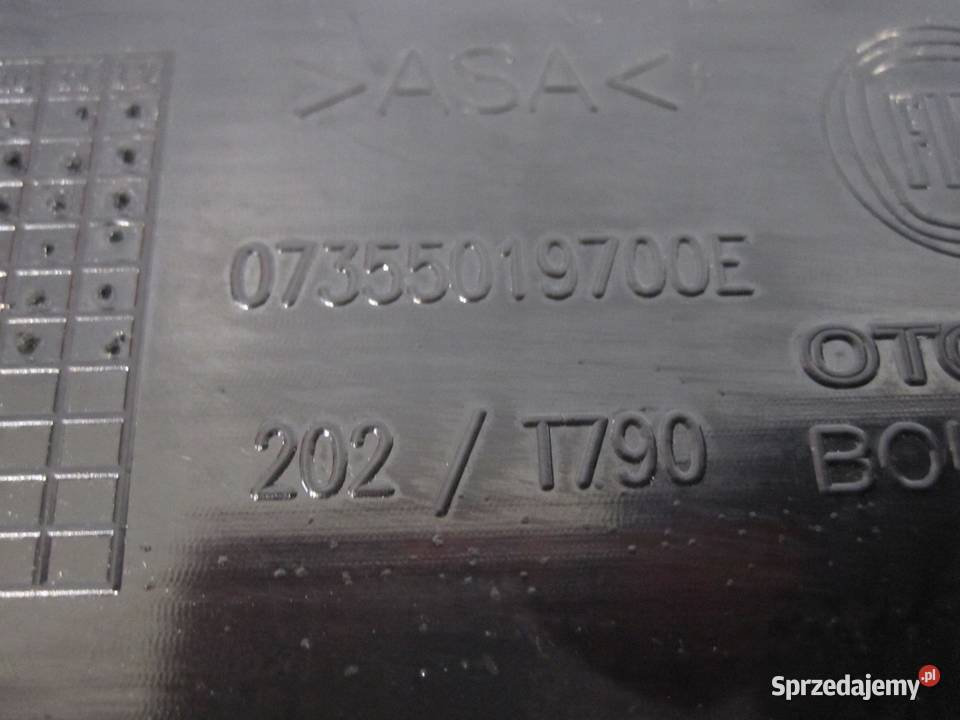 >ASA<
07355019700E
202 / T790
Sprzedajemy.pl